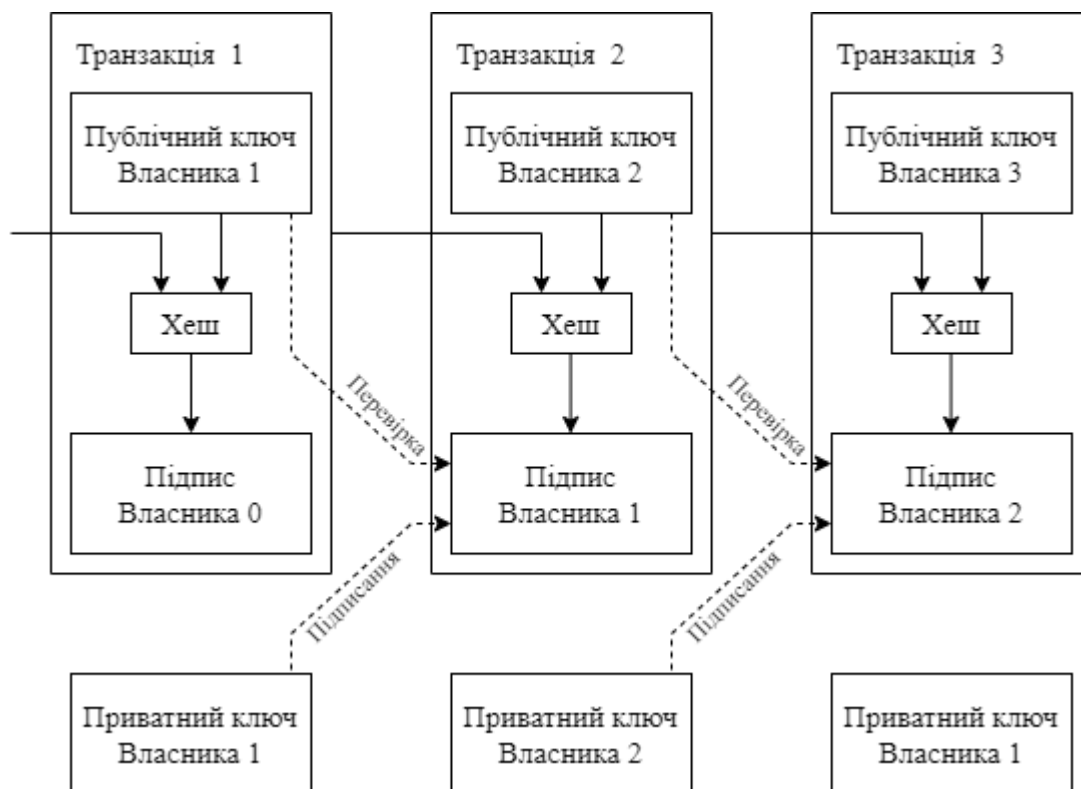 Транзакція 1
Транзакція 2
Транзакція 3
Публічний ключ
Власника 1
Публічний ключ
Власника 2
Публічний ключ
Власника 3
Хеш
Хеш
Хеш
Перевірка
Перевірка
Підпис
Власника 0
Підпис
Власника 1
Підпис
Власника 2
Підписання
Підписання
Приватний ключ
Власника 1
Приватний ключ
Власника 2
Приватний ключ
Власника 1